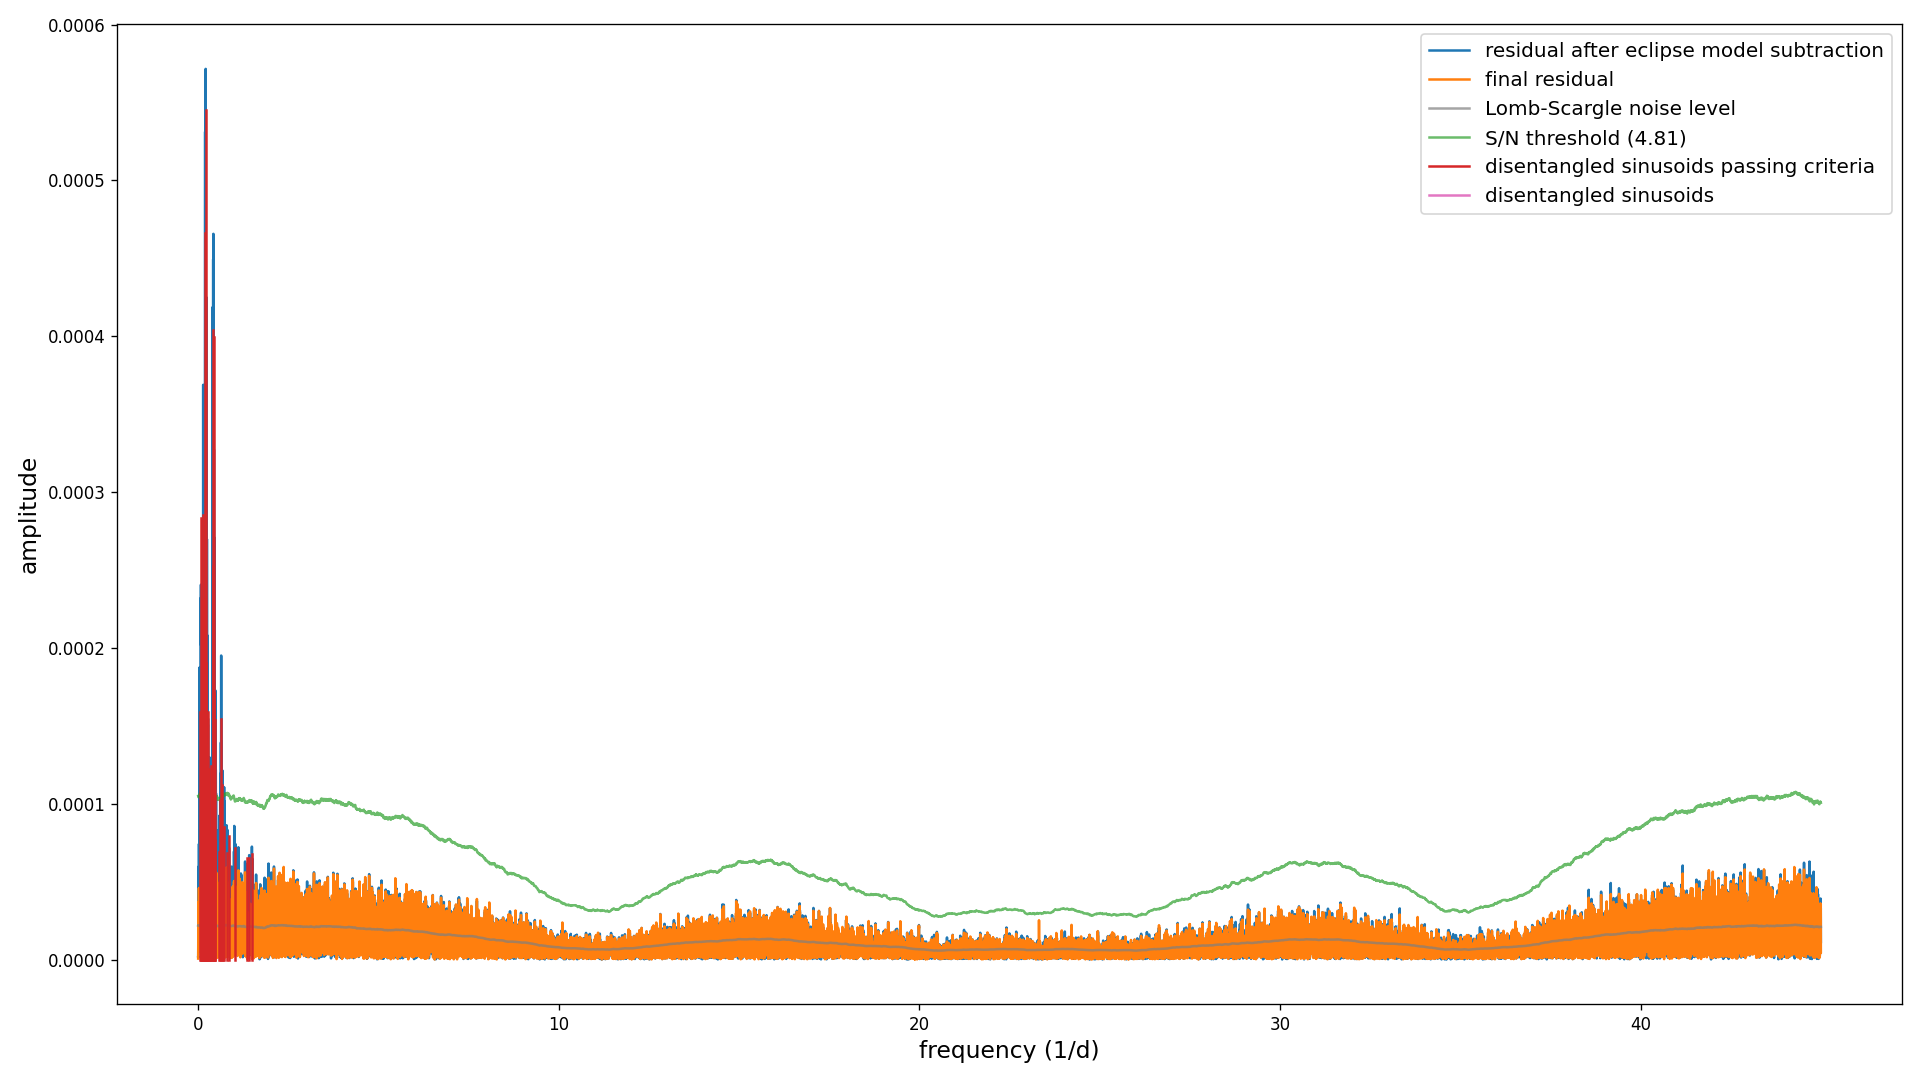 0.0006
0.0005
0.0004
0.0003
0.0002
0.0001
0.0000
amplitude
0 10 20 30 40
frequency (1/d)
residual after eclipse model subtraction
final residual
Lomb-Scargle noise level
S/N threshold (4.81)
disentangled sinusoids passing criteria
disentangled sinusoids